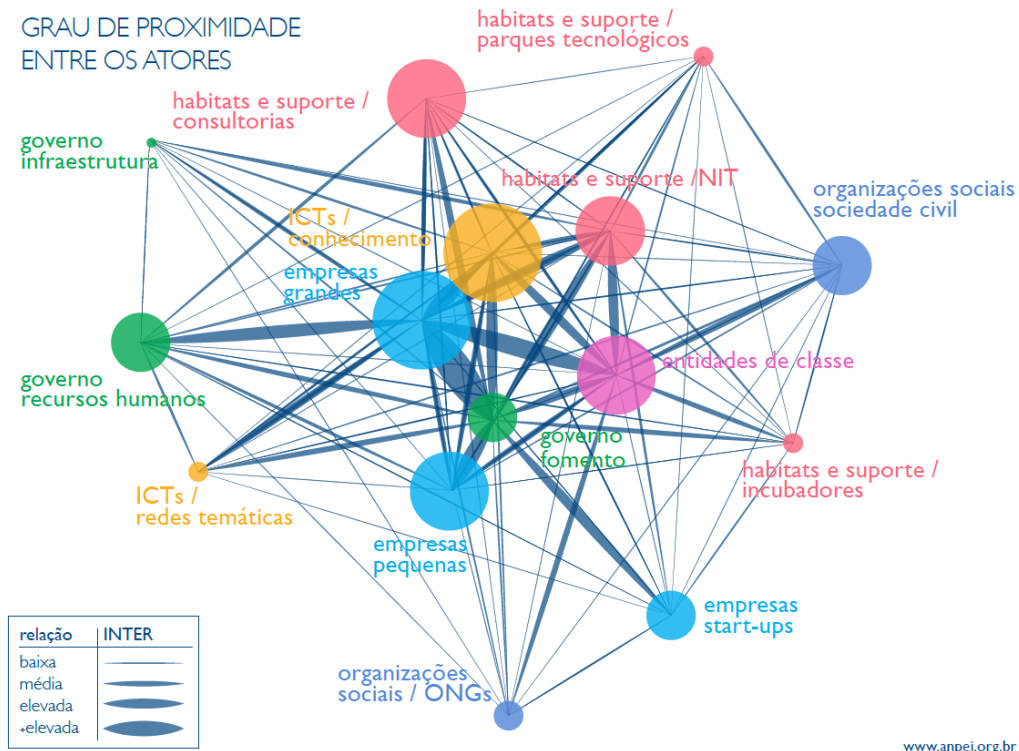 GRAU DE PROXIMIDADE
ENTRE OS ATORES
habitats e suporte /
parques tecnológicos
habitats e suporte /
consultorias
governo
infraestrutura
habitats e suporte /NIT
organizações sociais
sociedade civil
ICTs /
conhecimento
empresas
grandes
entidades de classe
governo
recursos humanos
governo
fomento
habitats e suporte /
incubadores
ICTs /
redes temáticas
empresas
pequenas
empresas
start-ups
organizações
sociais / ONGs
relação INTER
baixa
média
elevada
+elevada
www.anpei.org.br